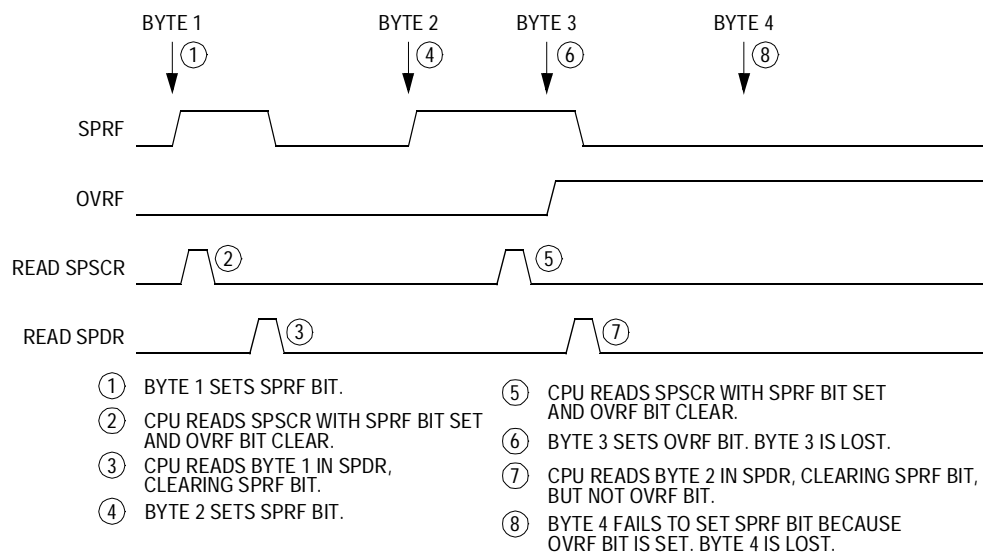 BYTE 1 BYTE 2 BYTE 3 BYTE 4
1 4 6 8
SPRF
OVRF
READ SPSCR
2 5
READ SPDR
3 7
1 BYTE 1 SETS SPRF BIT.
2 CPU READS SPSCR WITH SPRF BIT SET
AND OVRF BIT CLEAR.
3 CPU READS BYTE 1 IN SPDR,
CLEARING SPRF BIT.
4 BYTE 2 SETS SPRF BIT.
5 CPU READS SPSCR WITH SPRF BIT SET
AND OVRF BIT CLEAR.
6 BYTE 3 SETS OVRF BIT. BYTE 3 IS LOST.
7 CPU READS BYTE 2 IN SPDR, CLEARING SPRF BIT,
BUT NOT OVRF BIT.
8 BYTE 4 FAILS TO SET SPRF BIT BECAUSE
OVRF BIT IS SET. BYTE 4 IS LOST.